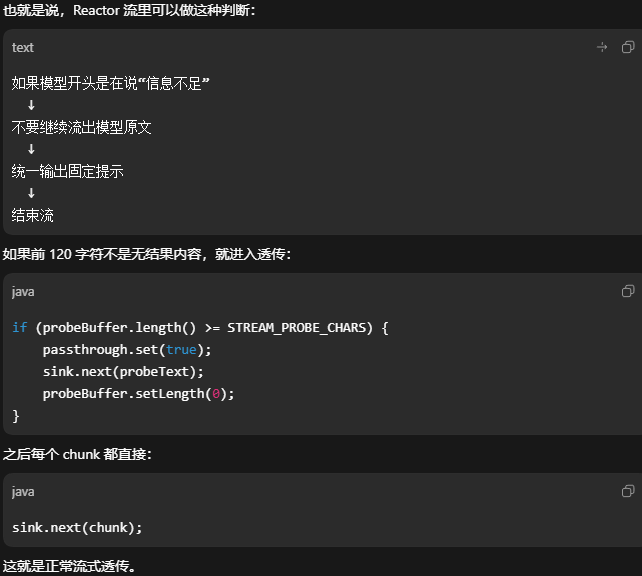 也就是说，Reactor 流里可以做这种判断：
text
如果模型开头是在说“信息不足”
↓
不要继续流出模型原文
↓
统一输出固定提示
↓
结束流
如果前 120 字符不是无结果内容，就进入透传：
java
if (probeBuffer.length() >= STREAM_PROBE_CHARS) {
    passthrough.set(true);
    sink.next(probeText);
    probeBuffer.setLength(0);
}
之后每个 chunk 都直接：
java
sink.next(chunk);
这就是正常流式透传。